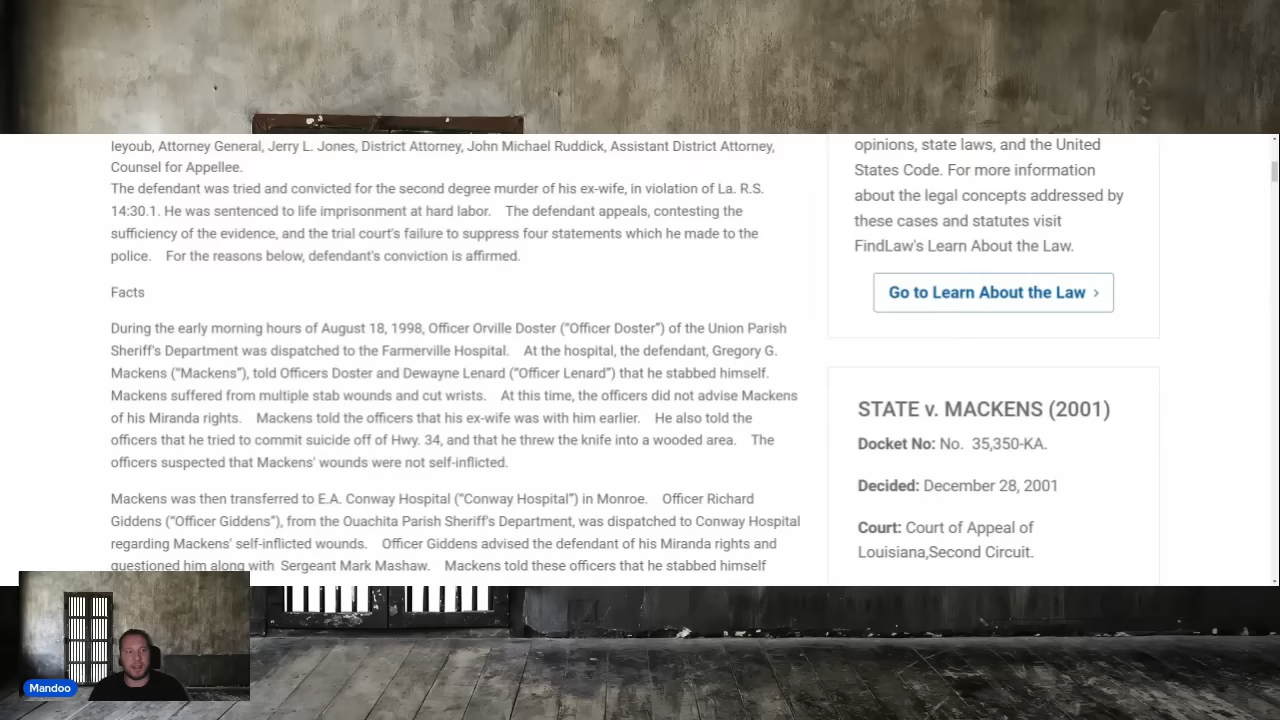 Ieyoub, Attorney General, Jerry L. Jones, District Attorney, John Michael Ruddick, Assistant District Attorney,
Counsel for Appellee.
The defendant was tried and convicted for the second degree murder of his ex-wife, in violation of La. R.S.
14:30.1. He was sentenced to life imprisonment at hard labor. The defendant appeals, contesting the
sufficiency of the evidence, and the trial court's failure to suppress four statements which he made to the
police. For the reasons below, defendant's conviction is affirmed.
Facts
During the early morning hours of August 18, 1998, Officer Orville Doster (“Officer Doster”) of the Union Parish
Sheriff's Department was dispatched to the Farmerville Hospital. At the hospital, the defendant, Gregory G.
Mackens (“Mackens”), told Officers Doster and Dewayne Lenard (“Officer Lenard”) that he stabbed himself.
Mackens suffered from multiple stab wounds and cut wrists. At this time, the officers did not advise Mackens
of his Miranda rights. Mackens told the officers that his ex-wife was with him earlier. He also told the
officers that he tried to commit suicide off of Hwy. 34, and that he threw the knife into a wooded area. The
officers suspected that Mackens' wounds were not self-inflicted.
Mackens was then transferred to E.A. Conway Hospital (“Conway Hospital”) in Monroe. Officer Richard
Giddens (“Officer Giddens”), from the Ouachita Parish Sheriff's Department, was dispatched to Conway Hospital
regarding Mackens' self-inflicted wounds. Officer Giddens advised the defendant of his Miranda rights and
questioned him along with Sergeant Mark Mashaw. Mackens told these officers that he stabbed himself
opinions, state laws, and the United
States Code. For more information
about the legal concepts addressed by
these cases and statutes visit
FindLaw's Learn About the Law.
Go to Learn About the Law ›
STATE v. MACKENS (2001)
Docket No: No. 35,350-KA.
Decided: December 28, 2001
Court: Court of Appeal of
Louisiana,Second Circuit.
Mandoo